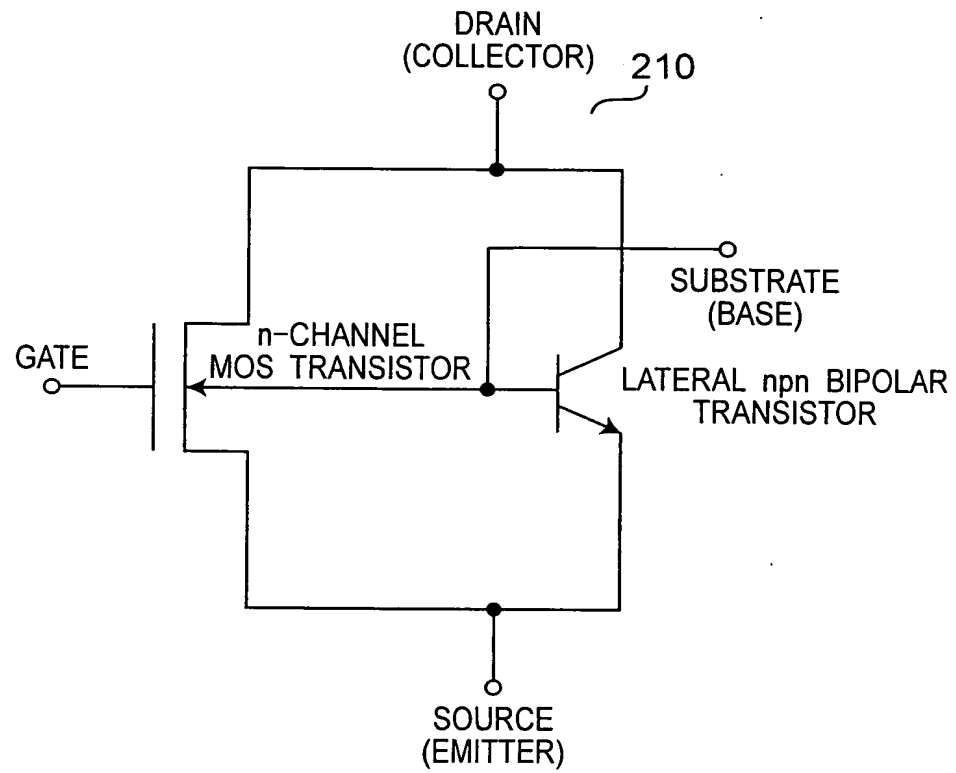 DRAIN
(COLLECTOR)
210
SUBSTRATE
(BASE)
n-CHANNEL
MOS TRANSISTOR
GATE
LATERAL npn BIPOLAR
TRANSISTOR
SOURCE
(EMITTER)